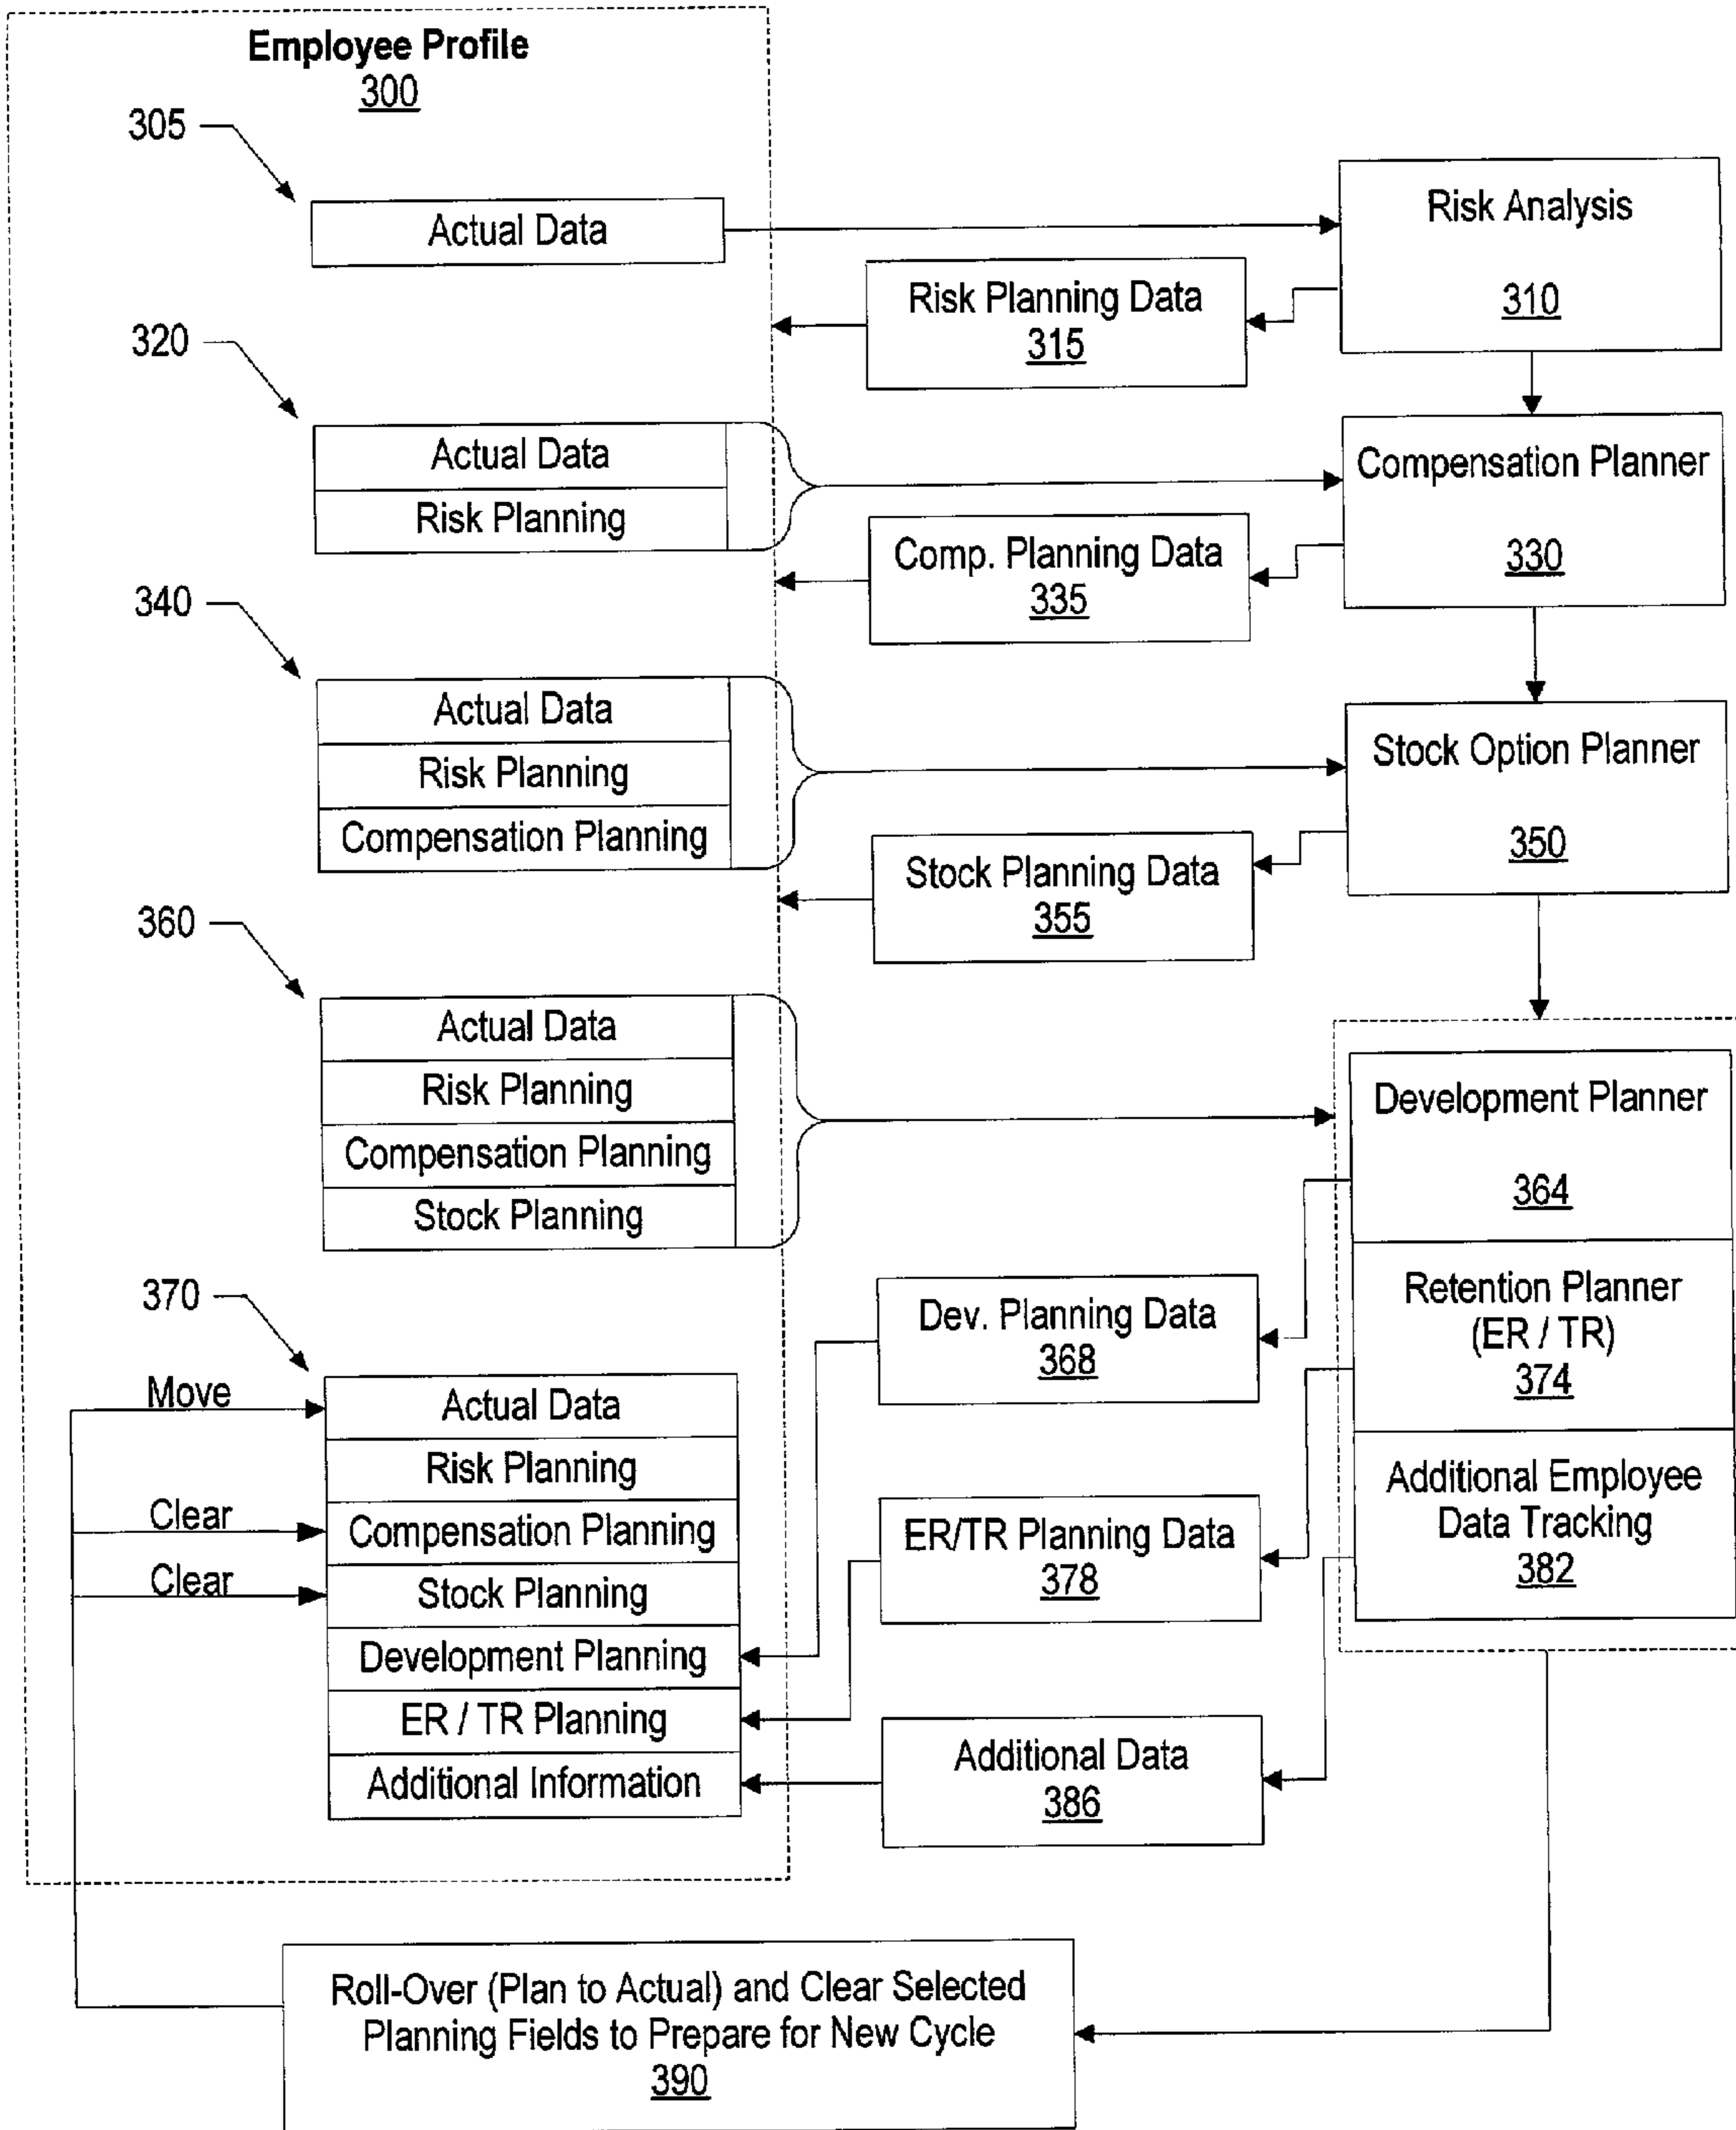 Employee Profile
300
305
Actual Data
Risk Analysis
310
Risk Planning Data
315
320
Actual Data
Risk Planning
Compensation Planner
330
Comp. Planning Data
335
340
Actual Data
Risk Planning
Compensation Planning
Stock Option Planner
350
Stock Planning Data
355
360
Actual Data
Risk Planning
Compensation Planning
Stock Planning
Development Planner
364
Retention Planner
(ER / TR)
374
Additional Employee
Data Tracking
382
Dev. Planning Data
368
ER/TR Planning Data
378
Additional Data
386
370
Move
Actual Data
Risk Planning
Clear
Compensation Planning
Clear
Stock Planning
Development Planning
ER / TR Planning
Additional Information
Roll-Over (Plan to Actual) and Clear Selected
Planning Fields to Prepare for New Cycle
390